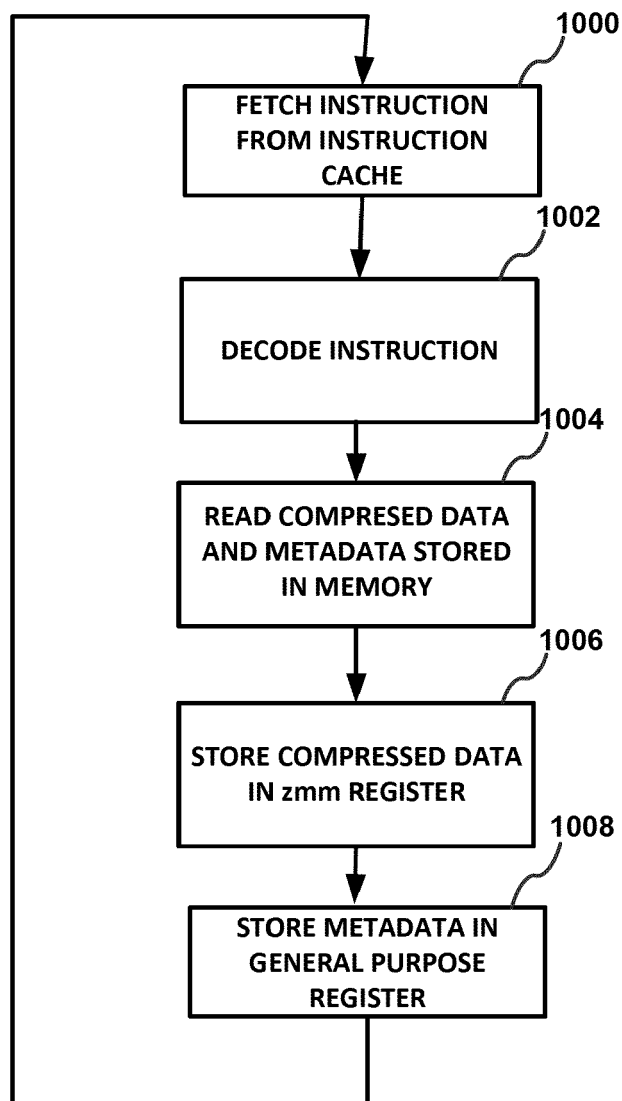 1000
FETCH INSTRUCTION
FROM INSTRUCTION
CACHE
1002
DECODE INSTRUCTION
1004
READ COMPRESED DATA
AND METADATA STORED
IN MEMORY
1006
STORE COMPRESSED DATA
IN zmm REGISTER
1008
STORE METADATA IN
GENERAL PURPOSE
REGISTER